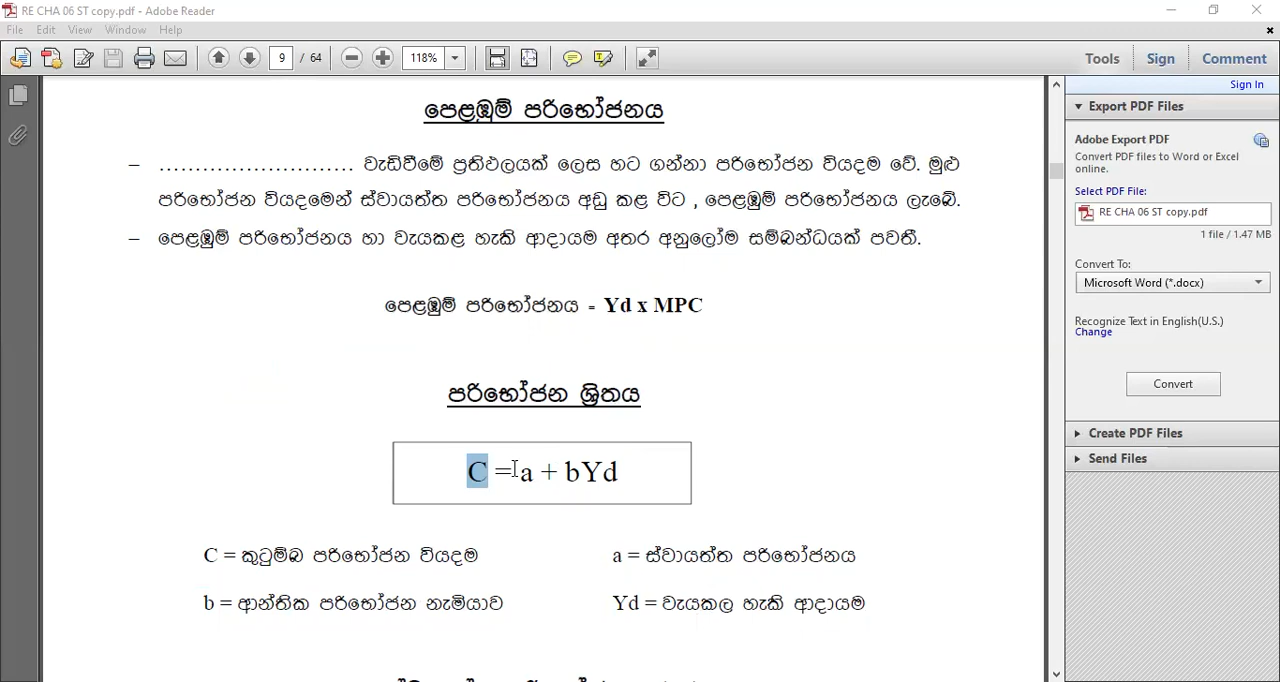 RE CHA 06 ST copy.pdf - Adobe Reader
File Edit View Window Help
9 / 64 118% Tools Sign Comment
Sign In
Export PDF Files
Adobe Export PDF
Convert PDF files to Word or Excel
online.
Select PDF File:
RE CHA 06 ST copy.pdf
1 file / 1.47 MB
Convert To:
Microsoft Word (*.docx)
Recognize Text in English(U.S.)
Change
Convert
Create PDF Files
Send Files
පෙළඹුම් පරිභෝජනය
– ........................... වැඩිවීමේ ප්‍රතිඵලයක් ලෙස හට ගන්නා පරිභෝජන වියදම වේ. මුළු
පරිභෝජන වියදමෙන් ස්වායත්ත පරිභෝජනය අඩු කළ විට , පෙළඹුම් පරිභෝජනය ලැබේ.
– පෙළඹුම් පරිභෝජනය හා වැයකළ හැකි ආදායම අතර අනුලෝම සම්බන්ධයක් පවතී.
පෙළඹුම් පරිභෝජනය = Yd x MPC
පරිභෝජන ශ්‍රිතය
C = a + bYd
C = කුටුම්බ පරිභෝජන වියදම a = ස්වායත්ත පරිභෝජනය
b = ආන්තික පරිභෝජන නැමියාව Yd = වැයකල හැකි ආදායම